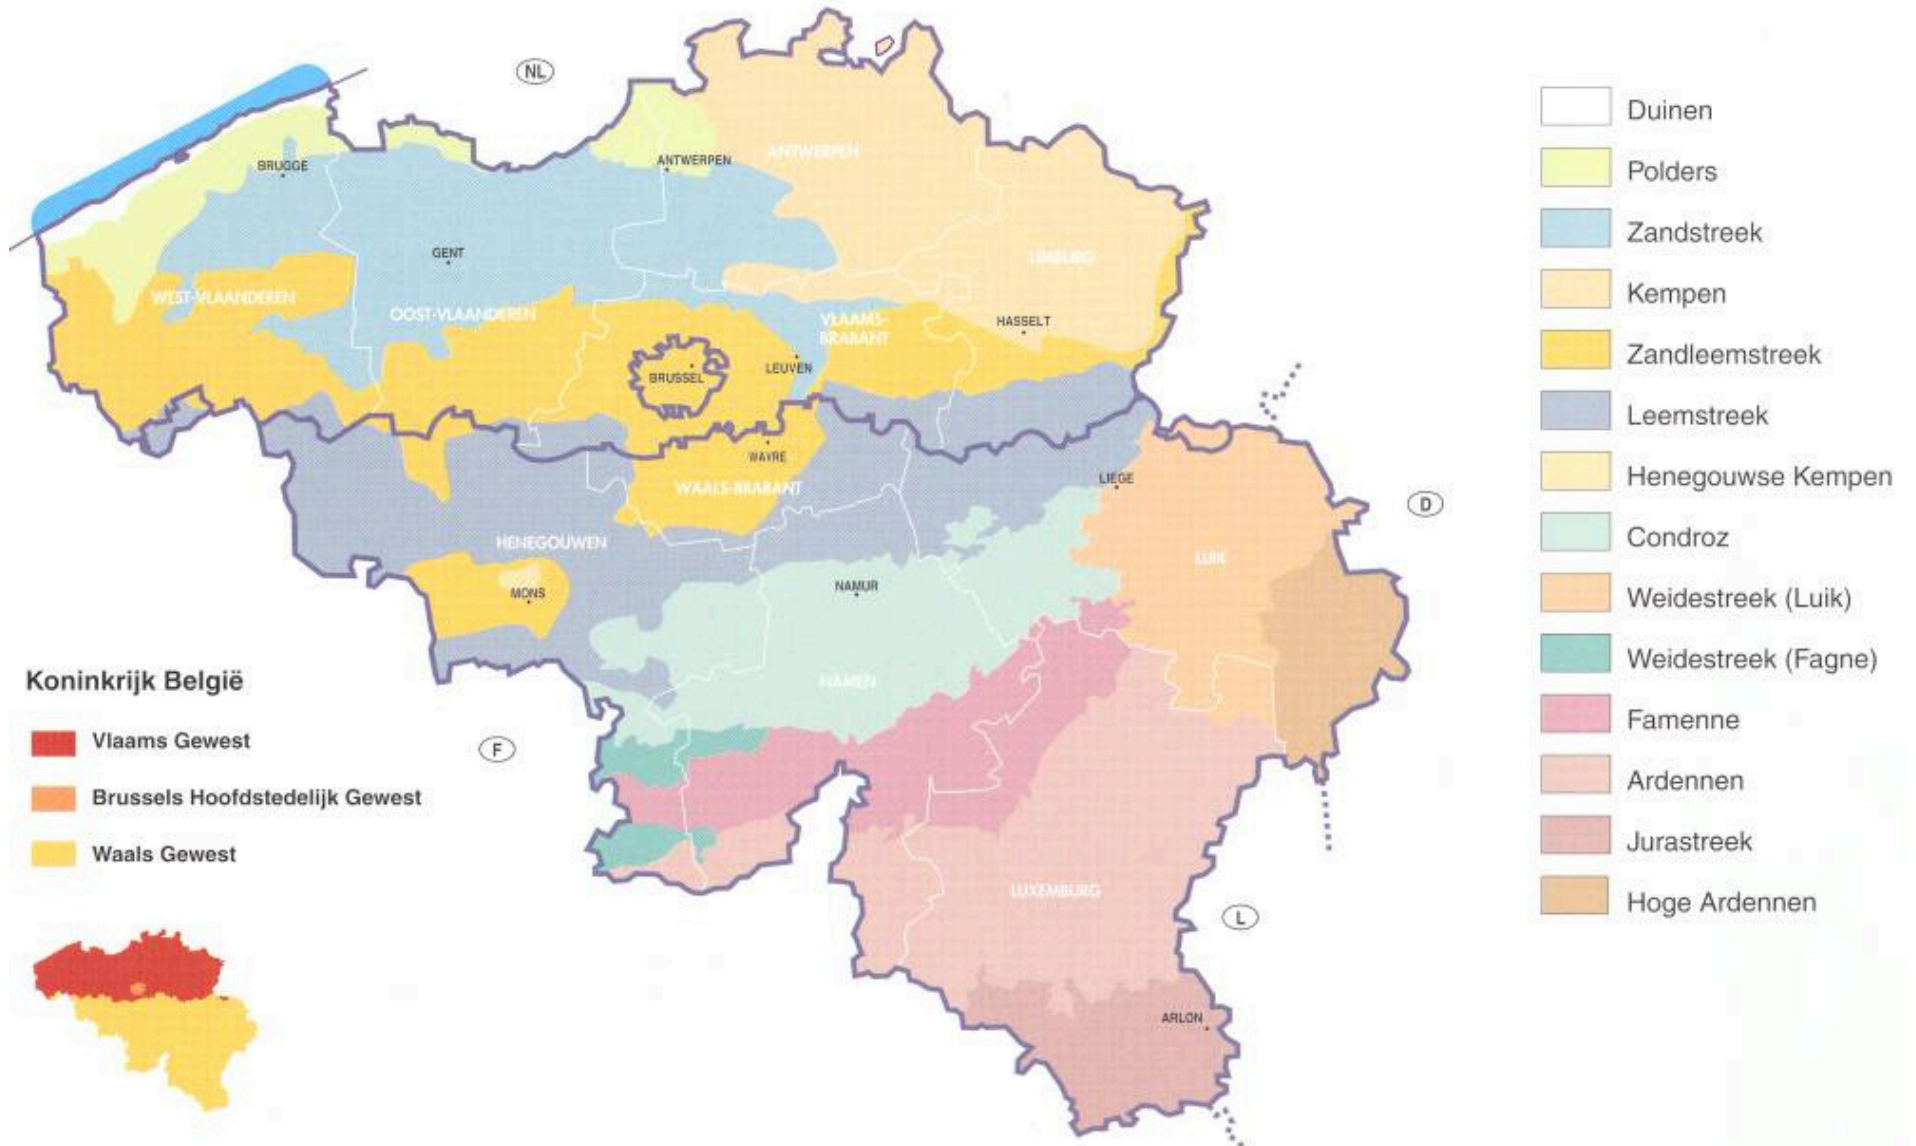 NL
BRUGGE
ANTWERPEN
ANTWERPEN
GENT
LIMBURG
WEST-VLAANDEREN
OOST-VLAANDEREN
VLAAMS-
BRABANT
HASSELT
BRUSSEL
LEUVEN
WAVRE
WAALS-BRABANT
LIEGE
D
HENEGOUWEN
LUIK
MONS
NAMUR
NAMEN
F
LUXEMBURG
L
ARLON
Koninkrijk België
Vlaams Gewest
Brussels Hoofdstedelijk Gewest
Waals Gewest
Duinen
Polders
Zandstreek
Kempen
Zandleemstreek
Leemstreek
Henegouwse Kempen
Condroz
Weidestreek (Luik)
Weidestreek (Fagne)
Famenne
Ardennen
Jurastreek
Hoge Ardennen